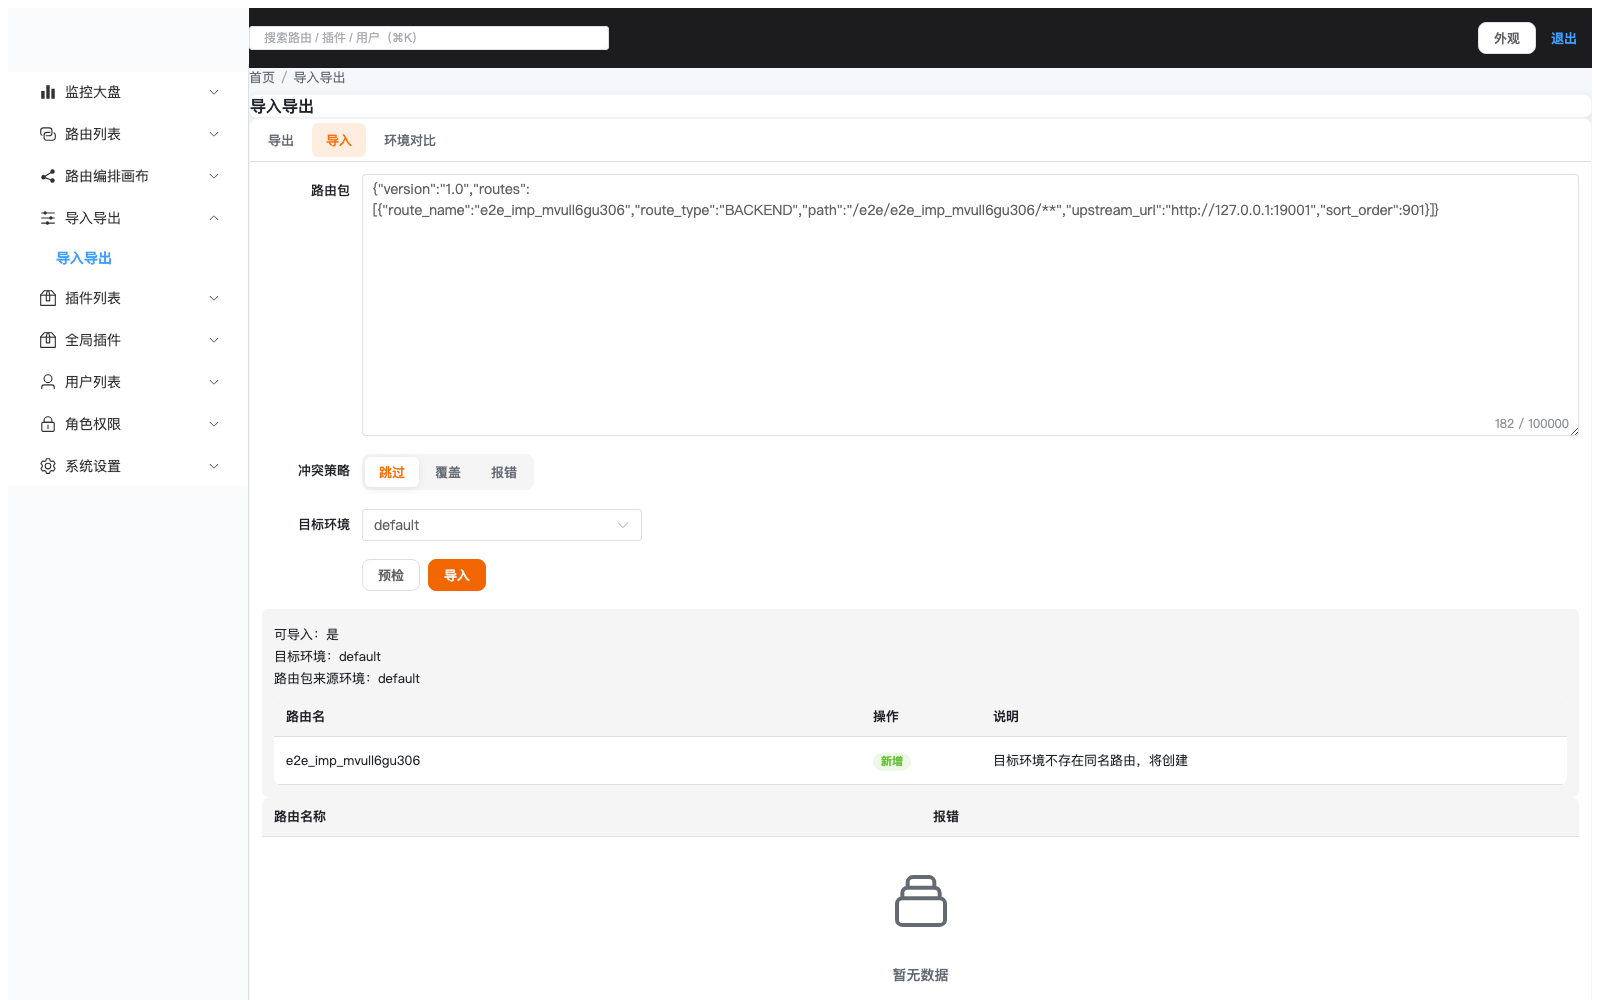 搜索路由 / 插件 / 用户（⌘K）
外观
退出
监控大盘
路由列表
路由编排画布
导入导出
导入导出
插件列表
全局插件
用户列表
角色权限
系统设置
首页 / 导入导出
导入导出
导出
导入
环境对比
路由包
{"version":"1.0","routes":
[{"route_name":"e2e_imp_mvull6gu306","route_type":"BACKEND","path":"/e2e/e2e_imp_mvull6gu306/**","upstream_url":"http://127.0.0.1:19001","sort_order":901}]}
182 / 100000
冲突策略
跳过
覆盖
报错
目标环境
default
预检
导入
可导入：是
目标环境：default
路由包来源环境：default
路由名 操作 说明
e2e_imp_mvull6gu306 新增 目标环境不存在同名路由，将创建
路由名称 报错
暂无数据